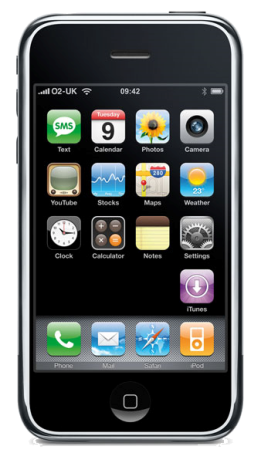 O2-UK 09:42
SMS Tuesday 9 280 23°
Text Calendar Photos Camera
YouTube Stocks Maps Weather
Clock Calculator Notes Settings
iTunes
Phone Mail Safari iPod